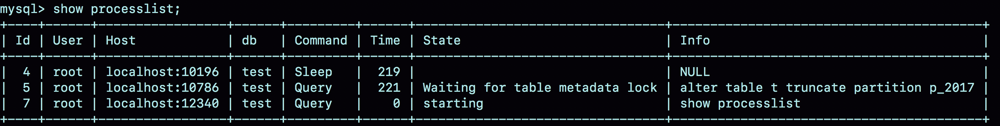 mysql> show processlist;
+----+------+-----------------+------+---------+------+---------------------------------+-----------------------------------------+
| Id | User | Host            | db   | Command | Time | State                           | Info                                    |
+----+------+-----------------+------+---------+------+---------------------------------+-----------------------------------------+
|  4 | root | localhost:10196 | test | Sleep   |  219 |                                 | NULL                                    |
|  5 | root | localhost:10786 | test | Query   |  221 | Waiting for table metadata lock | alter table t truncate partition p_2017 |
|  7 | root | localhost:12340 | test | Query   |    0 | starting                        | show processlist                        |
+----+------+-----------------+------+---------+------+---------------------------------+-----------------------------------------+